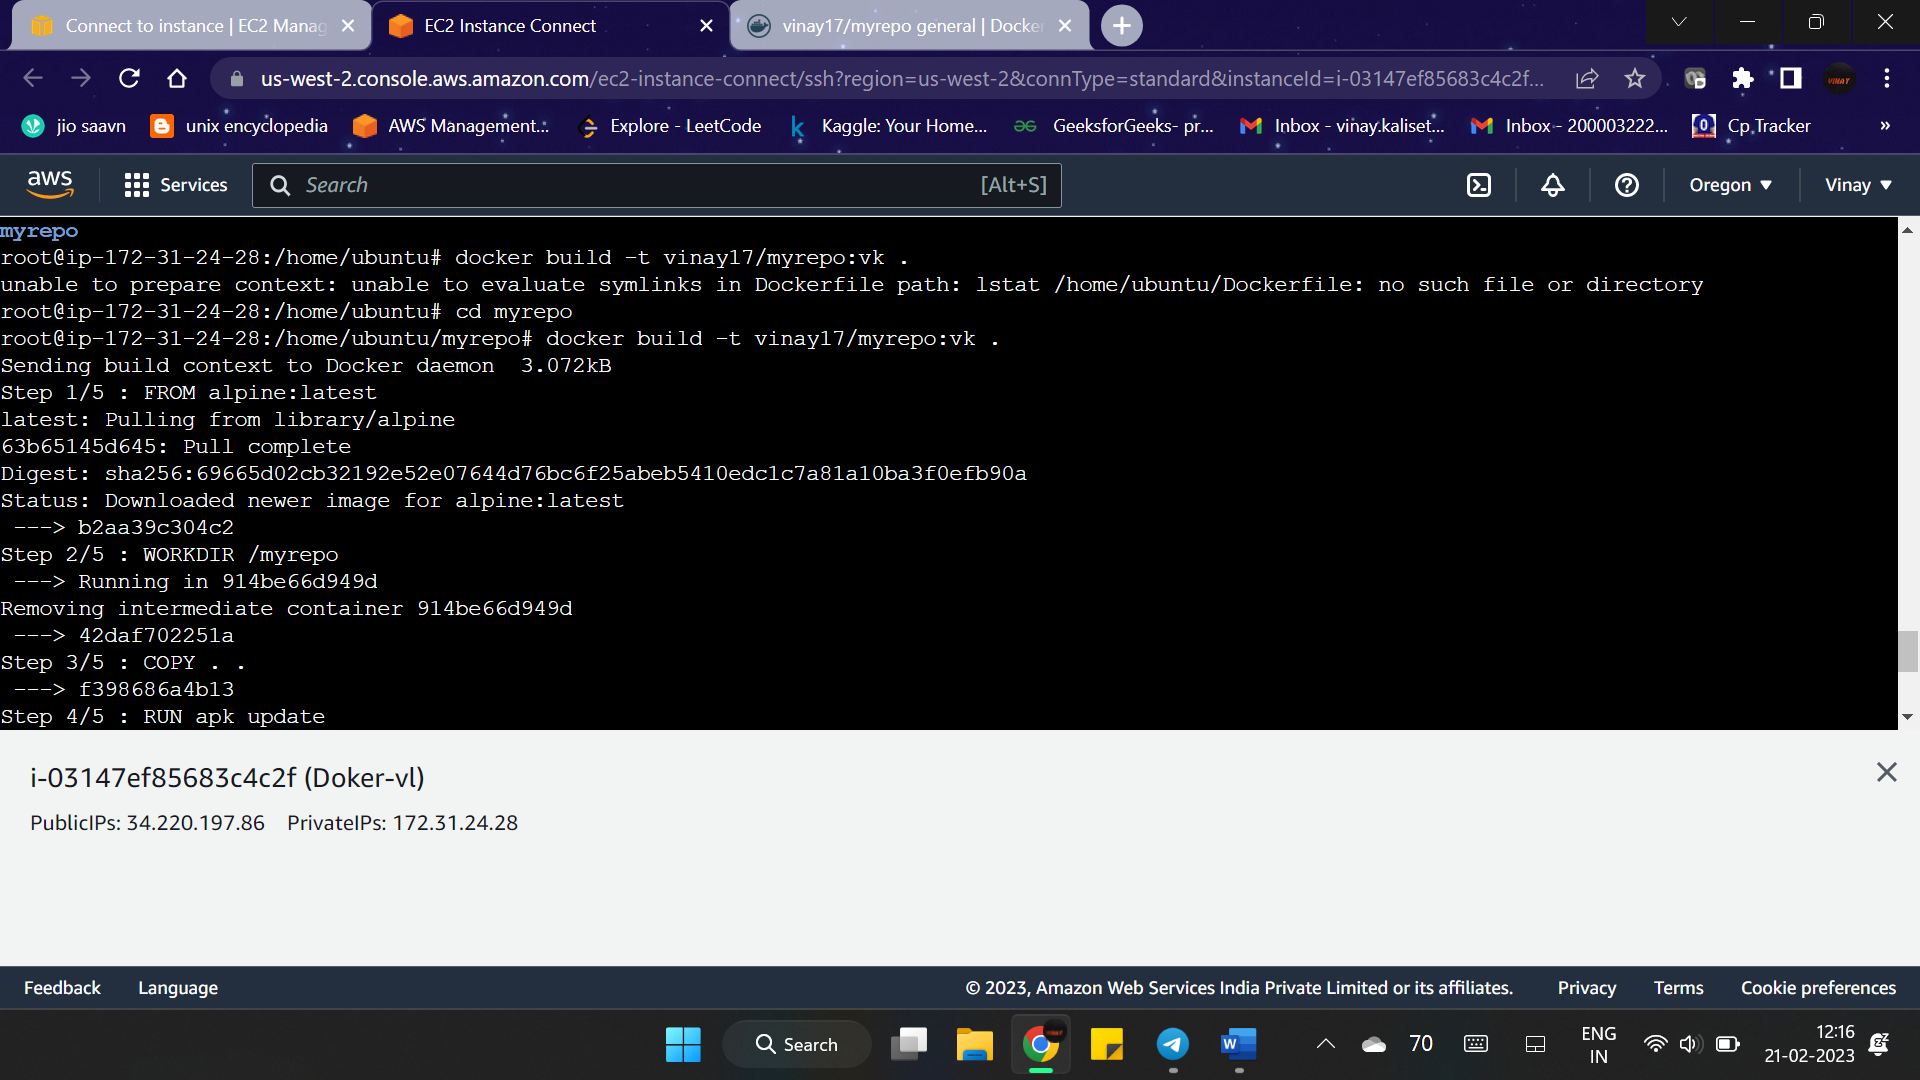 Connect to instance | EC2 Manag
EC2 Instance Connect
vinay17/myrepo general | Docker
us-west-2.console.aws.amazon.com/ec2-instance-connect/ssh?region=us-west-2&connType=standard&instanceId=i-03147ef85683c4c2f...
jio saavn
unix encyclopedia
AWS Management...
Explore - LeetCode
Kaggle: Your Home...
GeeksforGeeks- pr...
Inbox - vinay.kaliset...
Inbox - 200003222...
Cp Tracker
»
aws
Services
Search
[Alt+S]
Oregon
Vinay
myrepo
root@ip-172-31-24-28:/home/ubuntu# docker build -t vinay17/myrepo:vk .
unable to prepare context: unable to evaluate symlinks in Dockerfile path: lstat /home/ubuntu/Dockerfile: no such file or directory
root@ip-172-31-24-28:/home/ubuntu# cd myrepo
root@ip-172-31-24-28:/home/ubuntu/myrepo# docker build -t vinay17/myrepo:vk .
Sending build context to Docker daemon  3.072kB
Step 1/5 : FROM alpine:latest
latest: Pulling from library/alpine
63b65145d645: Pull complete
Digest: sha256:69665d02cb32192e52e07644d76bc6f25abeb5410edc1c7a81a10ba3f0efb90a
Status: Downloaded newer image for alpine:latest
 ---> b2aa39c304c2
Step 2/5 : WORKDIR /myrepo
 ---> Running in 914be66d949d
Removing intermediate container 914be66d949d
 ---> 42daf702251a
Step 3/5 : COPY . .
 ---> f398686a4b13
Step 4/5 : RUN apk update
i-03147ef85683c4c2f (Doker-vl)
PublicIPs: 34.220.197.86    PrivateIPs: 172.31.24.28
Feedback
Language
© 2023, Amazon Web Services India Private Limited or its affiliates.
Privacy
Terms
Cookie preferences
Search
70
ENG
IN
12:16
21-02-2023